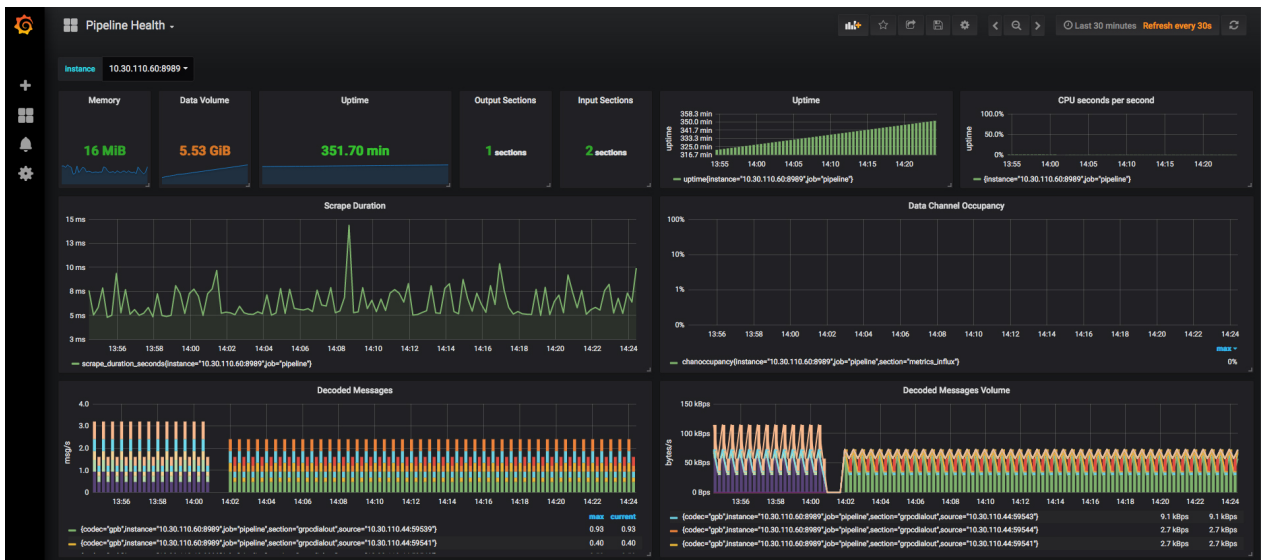 Pipeline Health
Last 30 minutes Refresh every 30s
Instance 10.30.110.60:8989
Memory
16 MiB
Data Volume
5.53 GiB
Uptime
351.70 min
Output Sections
1 sections
Input Sections
2 sections
Uptime
uptime
358.3 min
350.0 min
341.7 min
333.3 min
325.0 min
316.7 min
13:55 14:00 14:05 14:10 14:15 14:20
uptime{instance="10.30.110.60:8989",job="pipeline"}
CPU seconds per second
uptime
100.0%
50.0%
0%
13:55 14:00 14:05 14:10 14:15 14:20
{instance="10.30.110.60:8989",job="pipeline"}
Scrape Duration
15 ms
13 ms
10 ms
8 ms
5 ms
3 ms
13:56 13:58 14:00 14:02 14:04 14:06 14:08 14:10 14:12 14:14 14:16 14:18 14:20 14:22 14:24
scrape_duration_seconds{instance="10.30.110.60:8989",job="pipeline"}
Data Channel Occupancy
100%
10%
1%
0%
13:56 13:58 14:00 14:02 14:04 14:06 14:08 14:10 14:12 14:14 14:16 14:18 14:20 14:22 14:24
max
chanoccupancy{instance="10.30.110.60:8989",job="pipeline",section="metrics_influx"} 0%
Decoded Messages
msg/s
4.0
3.0
2.0
1.0
0
13:56 13:58 14:00 14:02 14:04 14:06 14:08 14:10 14:12 14:14 14:16 14:18 14:20 14:22 14:24
max current
{codec="gpb",instance="10.30.110.60:8989",job="pipeline",section="grpcdialout",source="10.30.110.44:59539"} 0.93 0.93
{codec="gpb",instance="10.30.110.60:8989",job="pipeline",section="grpcdialout",source="10.30.110.44:59541"} 0.40 0.40
Decoded Messages Volume
bytes/s
150 kBps
100 kBps
50 kBps
0 Bps
13:56 13:58 14:00 14:02 14:04 14:06 14:08 14:10 14:12 14:14 14:16 14:18 14:20 14:22 14:24
{codec="gpb",instance="10.30.110.60:8989",job="pipeline",section="grpcdialout",source="10.30.110.44:59543"} 9.1 kBps 9.1 kBps
{codec="gpb",instance="10.30.110.60:8989",job="pipeline",section="grpcdialout",source="10.30.110.44:59544"} 2.7 kBps 2.7 kBps
{codec="gpb",instance="10.30.110.60:8989",job="pipeline",section="grpcdialout",source="10.30.110.44:59541"} 2.7 kBps 2.7 kBps